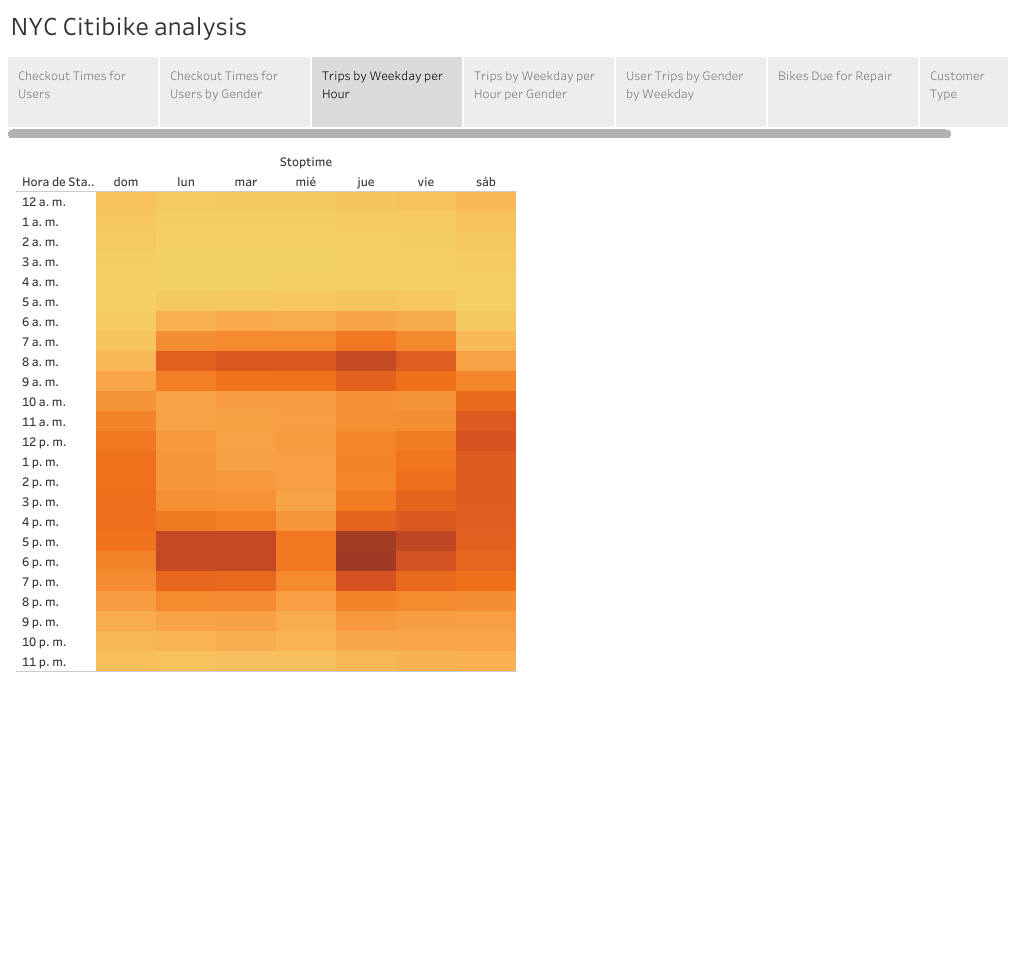 NYC Citibike analysis
Checkout Times for
Users
Checkout Times for
Users by Gender
Trips by Weekday per
Hour
Trips by Weekday per
Hour per Gender
User Trips by Gender
by Weekday
Bikes Due for Repair
Customer
Type
Stoptime
Hora de Sta.. dom lun mar mié jue vie sáb
12 a. m.
1 a. m.
2 a. m.
3 a. m.
4 a. m.
5 a. m.
6 a. m.
7 a. m.
8 a. m.
9 a. m.
10 a. m.
11 a. m.
12 p. m.
1 p. m.
2 p. m.
3 p. m.
4 p. m.
5 p. m.
6 p. m.
7 p. m.
8 p. m.
9 p. m.
10 p. m.
11 p. m.